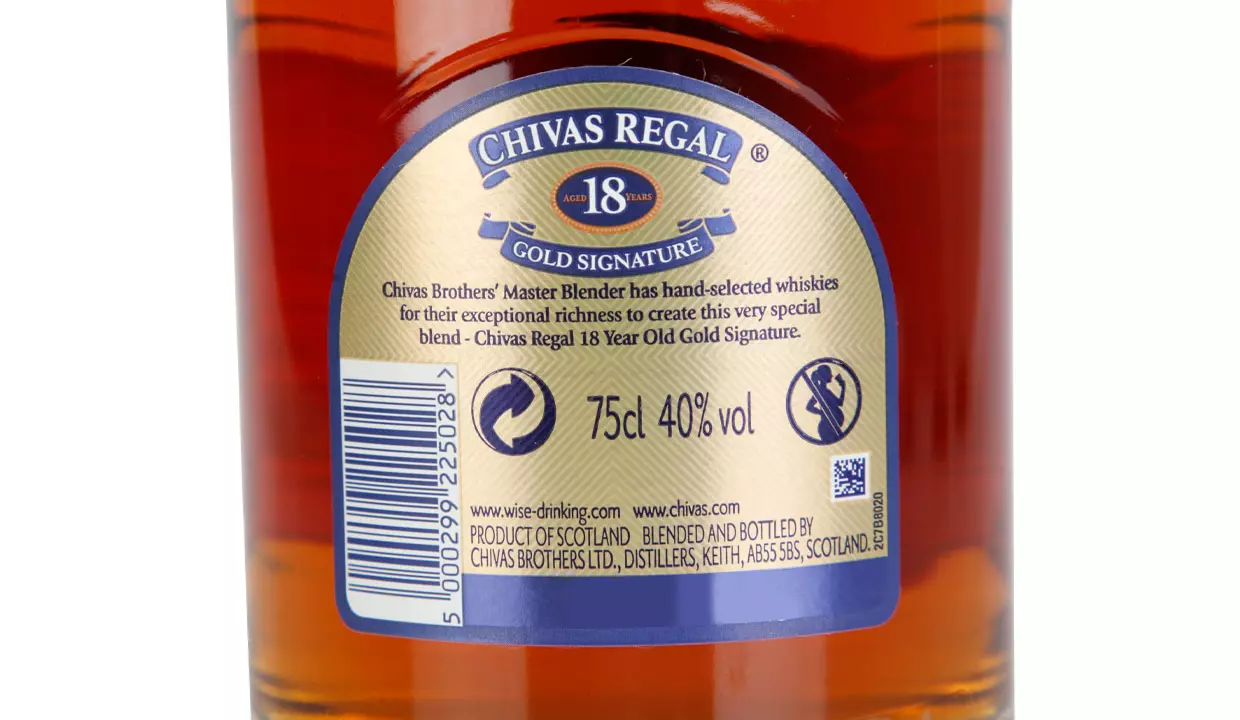 CHIVAS REGAL ®
AGED 18 YEARS
GOLD SIGNATURE
Chivas Brothers' Master Blender has hand-selected whiskies
for their exceptional richness to create this very special
blend - Chivas Regal 18 Year Old Gold Signature.
75cl 40% vol
5 000299 225028 >
www.wise-drinking.com www.chivas.com
PRODUCT OF SCOTLAND BLENDED AND BOTTLED BY
CHIVAS BROTHERS LTD., DISTILLERS, KEITH, AB55 5BS, SCOTLAND.
2C7B8020